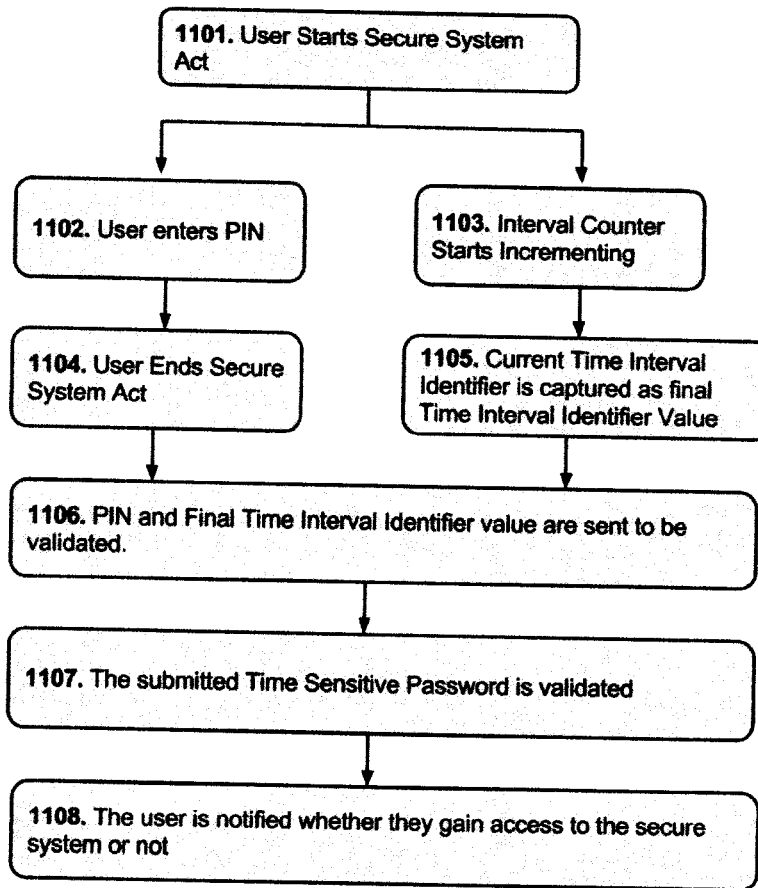 1101. User Starts Secure System
Act
1102. User enters PIN
1103. Interval Counter
Starts Incrementing
1104. User Ends Secure
System Act
1105. Current Time Interval
Identifier is captured as final
Time Interval Identifier Value
1106. PIN and Final Time Interval Identifier value are sent to be
validated.
1107. The submitted Time Sensitive Password is validated
1108. The user is notified whether they gain access to the secure
system or not